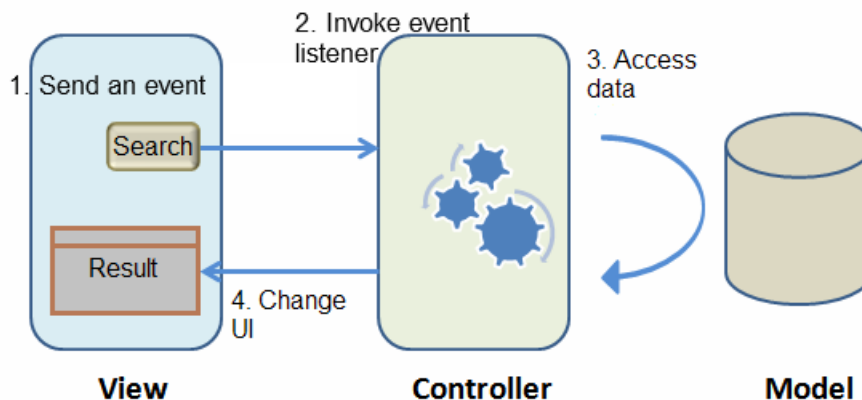 2. Invoke event
listener
3. Access
data
1. Send an event
Search
Result
4. Change
UI
View
Controller
Model